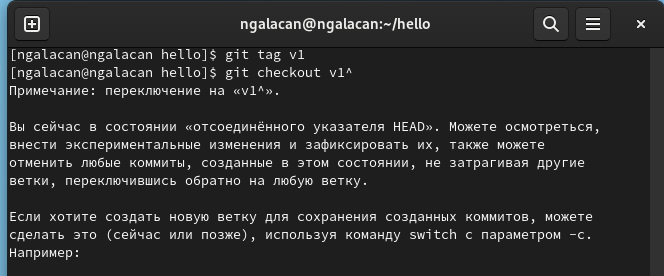 ngalacan@ngalacan:~/hello
[ngalacan@ngalacan hello]$ git tag v1
[ngalacan@ngalacan hello]$ git checkout v1^
Примечание: переключение на «v1^».
Вы сейчас в состоянии «отсоединённого указателя HEAD». Можете осмотреться,
внести экспериментальные изменения и зафиксировать их, также можете
отменить любые коммиты, созданные в этом состоянии, не затрагивая другие
ветки, переключившись обратно на любую ветку.
Если хотите создать новую ветку для сохранения созданных коммитов, можете
сделать это (сейчас или позже), используя команду switch с параметром -c.
Например: